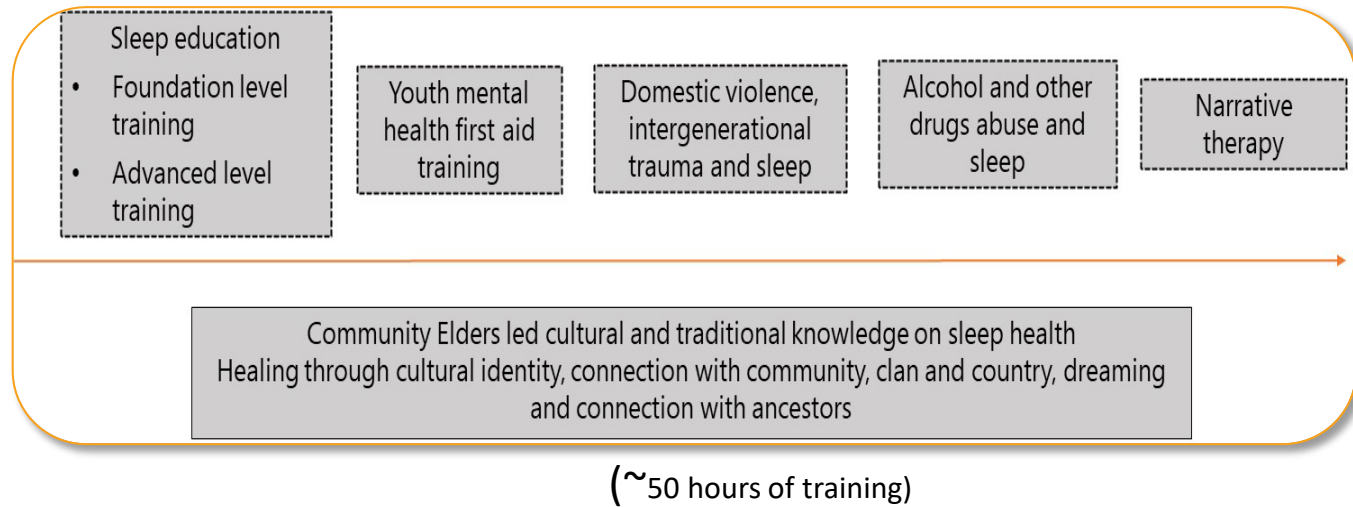 Sleep education
• Foundation level
training
• Advanced level
training
Youth mental
health first aid
training
Domestic violence,
intergenerational
trauma and sleep
Alcohol and other
drugs abuse and
sleep
Narrative
therapy
Community Elders led cultural and traditional knowledge on sleep health
Healing through cultural identity, connection with community, clan and country, dreaming
and connection with ancestors
(~50 hours of training)